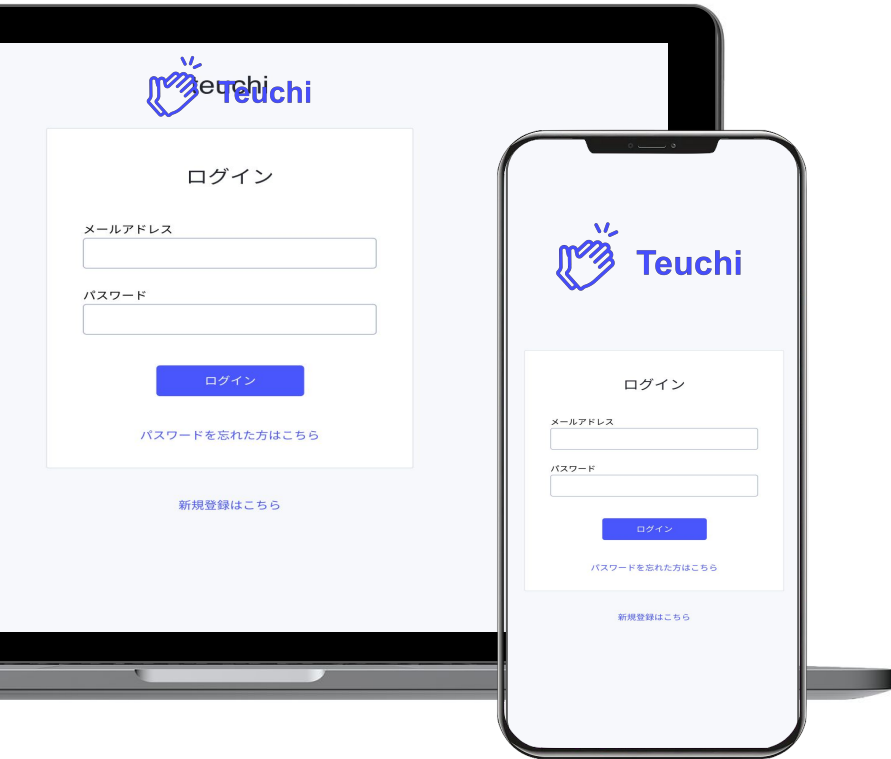 teuchi
Teuchi
ログイン
メールアドレス
パスワード
ログイン
パスワードを忘れた方はこちら
新規登録はこちら
Teuchi
ログイン
メールアドレス
パスワード
ログイン
パスワードを忘れた方はこちら
新規登録はこちら